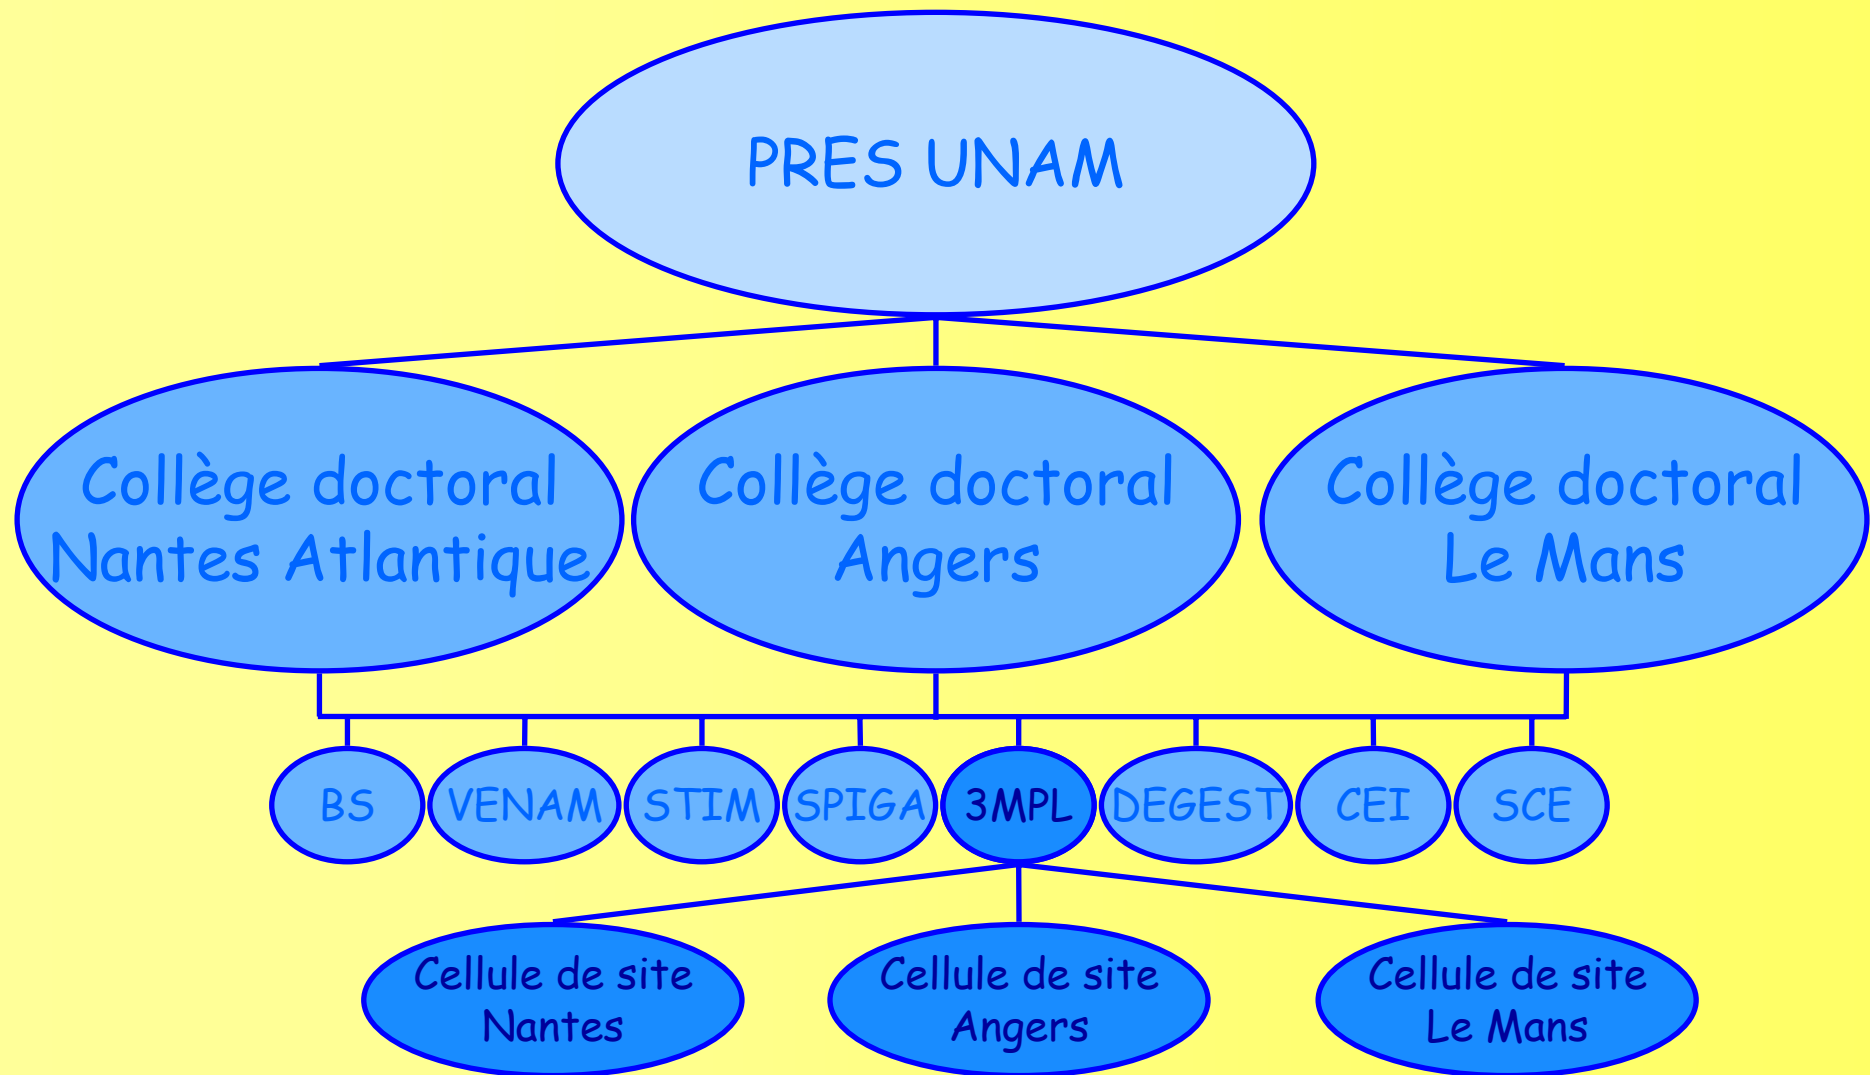 PRES UNAM
Collège doctoral
Nantes Atlantique
Collège doctoral
Angers
Collège doctoral
Le Mans
BS
VENAM
STIM
SPIGA
3MPL
DEGEST
CEI
SCE
Cellule de site
Nantes
Cellule de site
Angers
Cellule de site
Le Mans